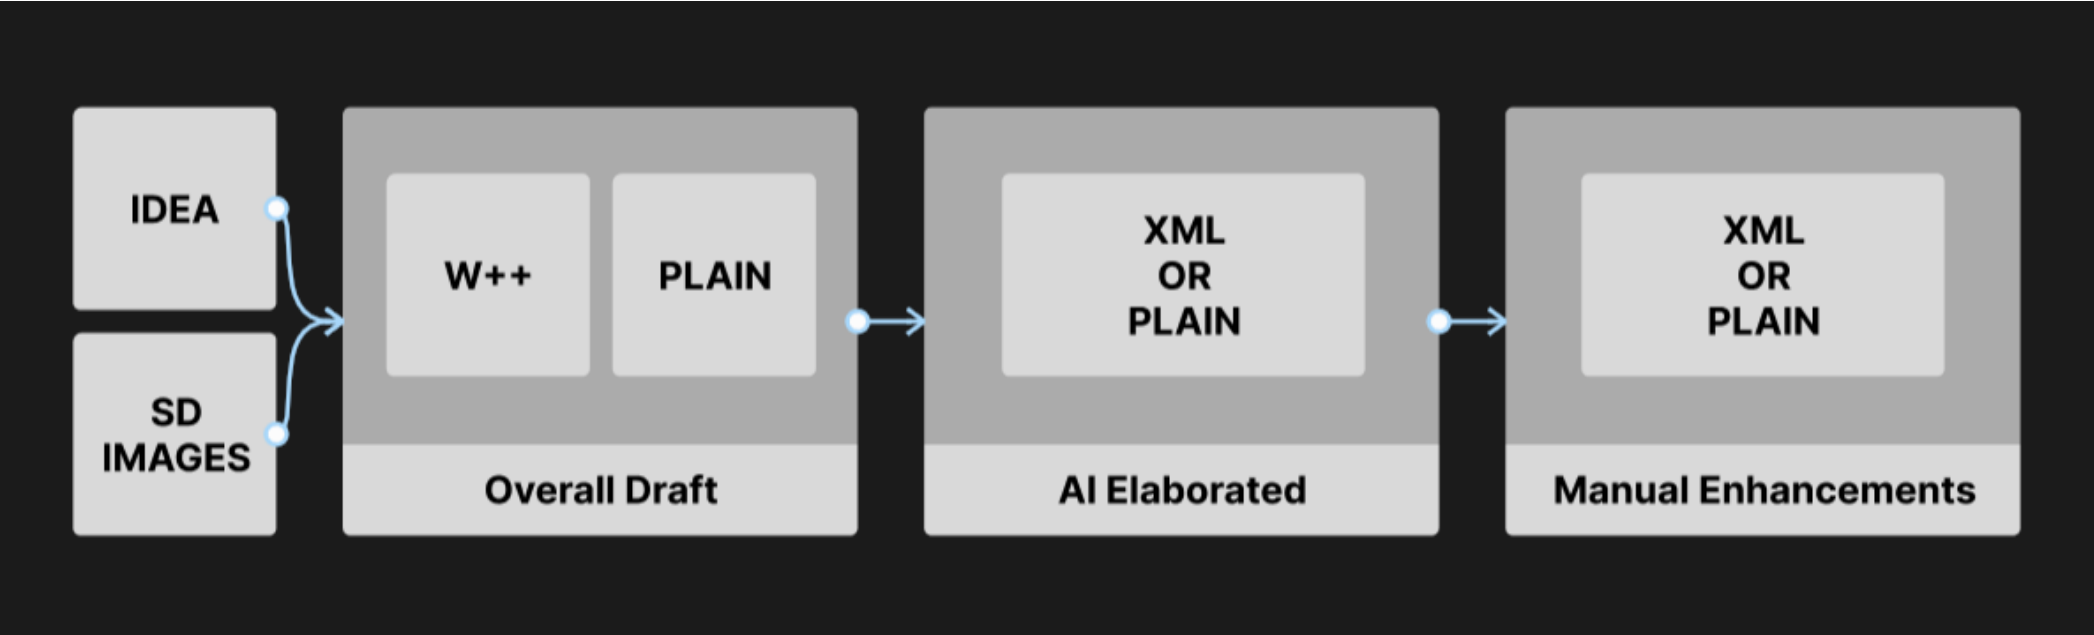 IDEA
SD
IMAGES
W++
PLAIN
Overall Draft
XML
OR
PLAIN
AI Elaborated
XML
OR
PLAIN
Manual Enhancements